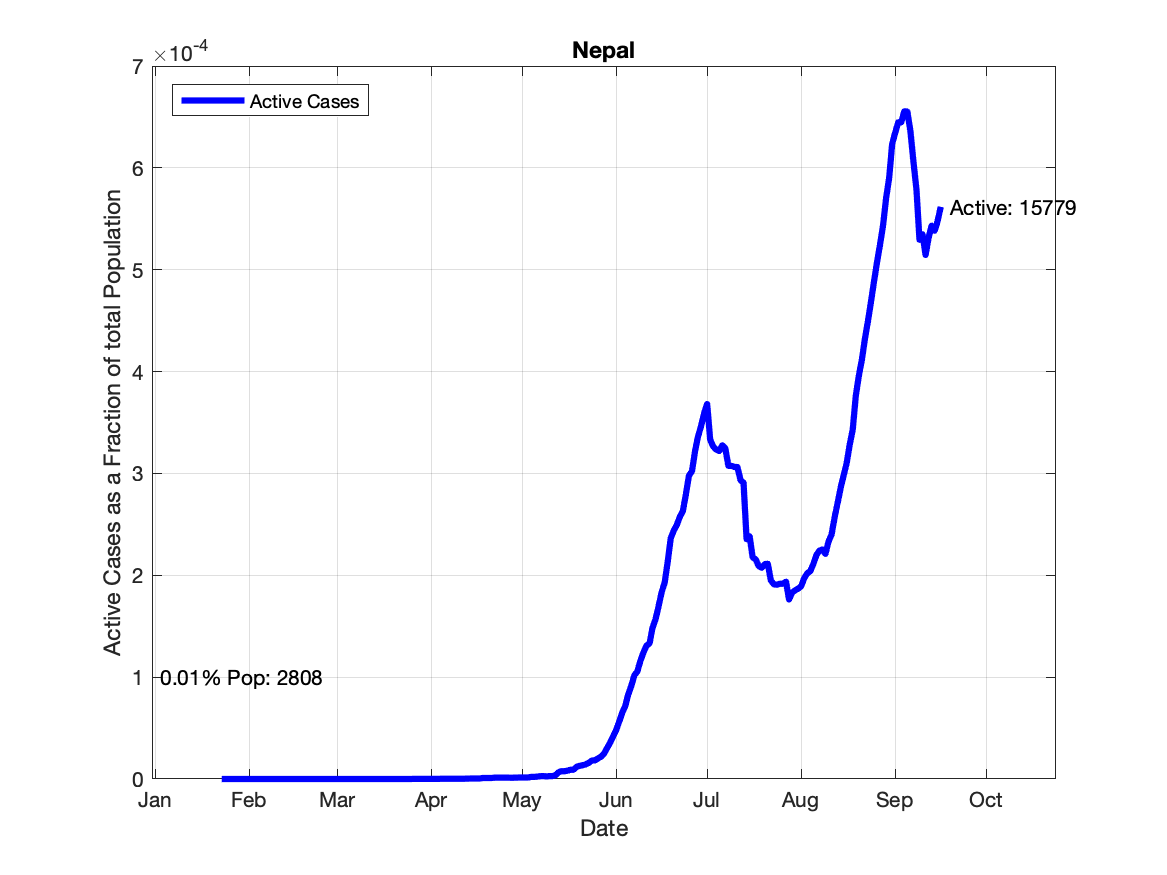 Nepal
×10-4
7
6
5
4
3
2
1
0
Active Cases
Active: 15779
0.01% Pop: 2808
Active Cases as a Fraction of total Population
Jan Feb Mar Apr May Jun Jul Aug Sep Oct
Date